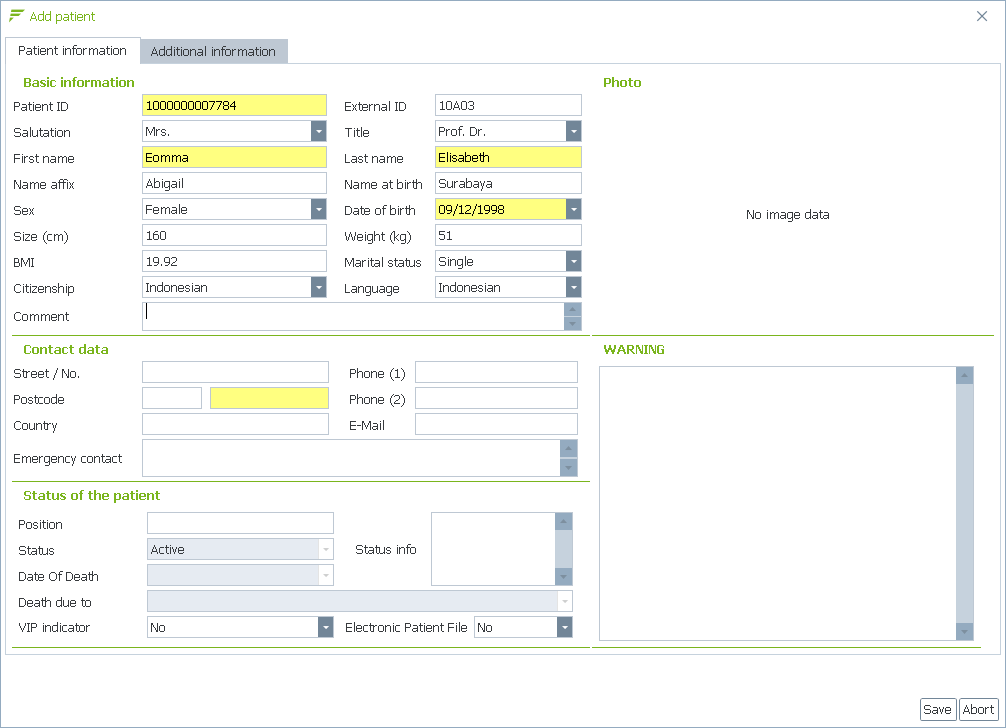 Add patient
Patient information Additional information
Basic information
Patient ID 1000000007784 External ID 10A03
Salutation Mrs. Title Prof. Dr.
First name Eomma Last name Elisabeth
Name affix Abigail Name at birth Surabaya
Sex Female Date of birth 09/12/1998
Size (cm) 160 Weight (kg) 51
BMI 19.92 Marital status Single
Citizenship Indonesian Language Indonesian
Comment
Photo
No image data
Contact data
Street / No. Phone (1)
Postcode Phone (2)
Country E-Mail
Emergency contact
WARNING
Status of the patient
Position
Status Active Status info
Date Of Death
Death due to
VIP indicator No Electronic Patient File No
Save Abort